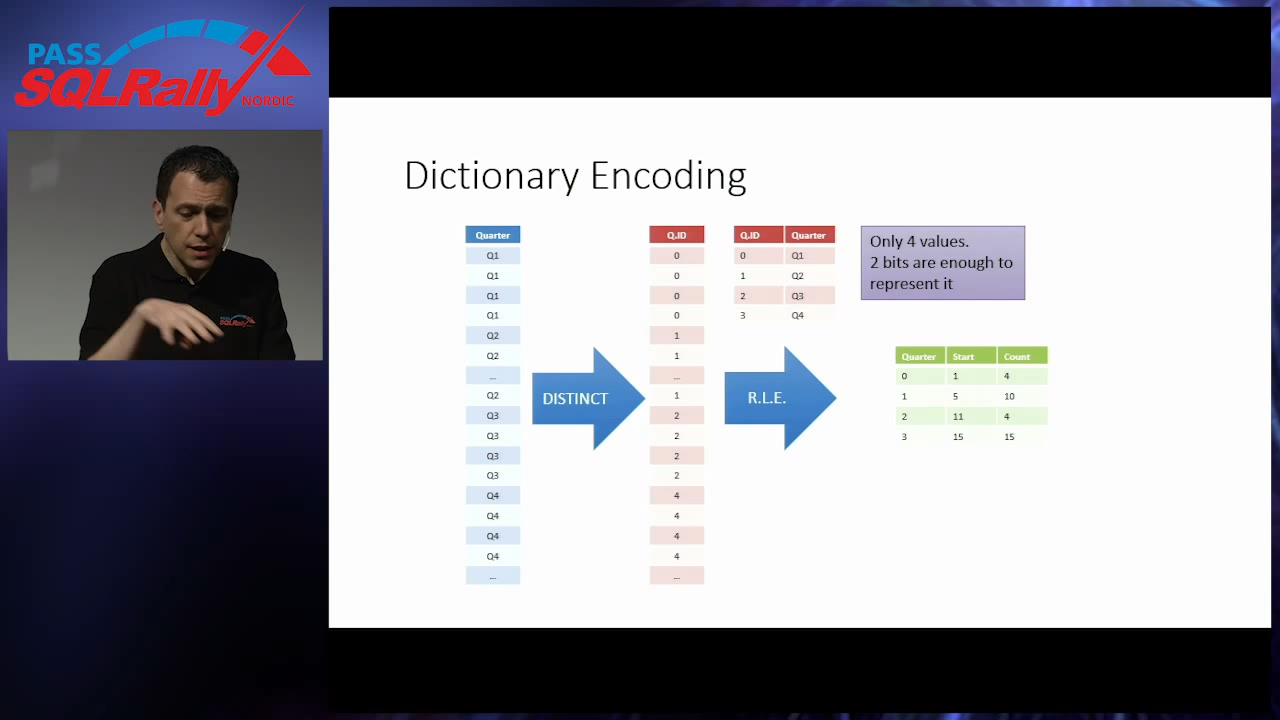 PASS
SQLRally
NORDIC
Dictionary Encoding
Quarter
Q1
Q1
Q1
Q1
Q2
Q2
...
Q2
Q3
Q3
Q3
Q3
Q4
Q4
Q4
Q4
...
DISTINCT
Q.ID
0
0
0
0
1
1
...
1
2
2
2
2
4
4
4
4
...
Q.ID Quarter
0 Q1
1 Q2
2 Q3
3 Q4
R.L.E.
Only 4 values.
2 bits are enough to
represent it
Quarter Start Count
0 1 4
1 5 10
2 11 4
3 15 15
SQLRally